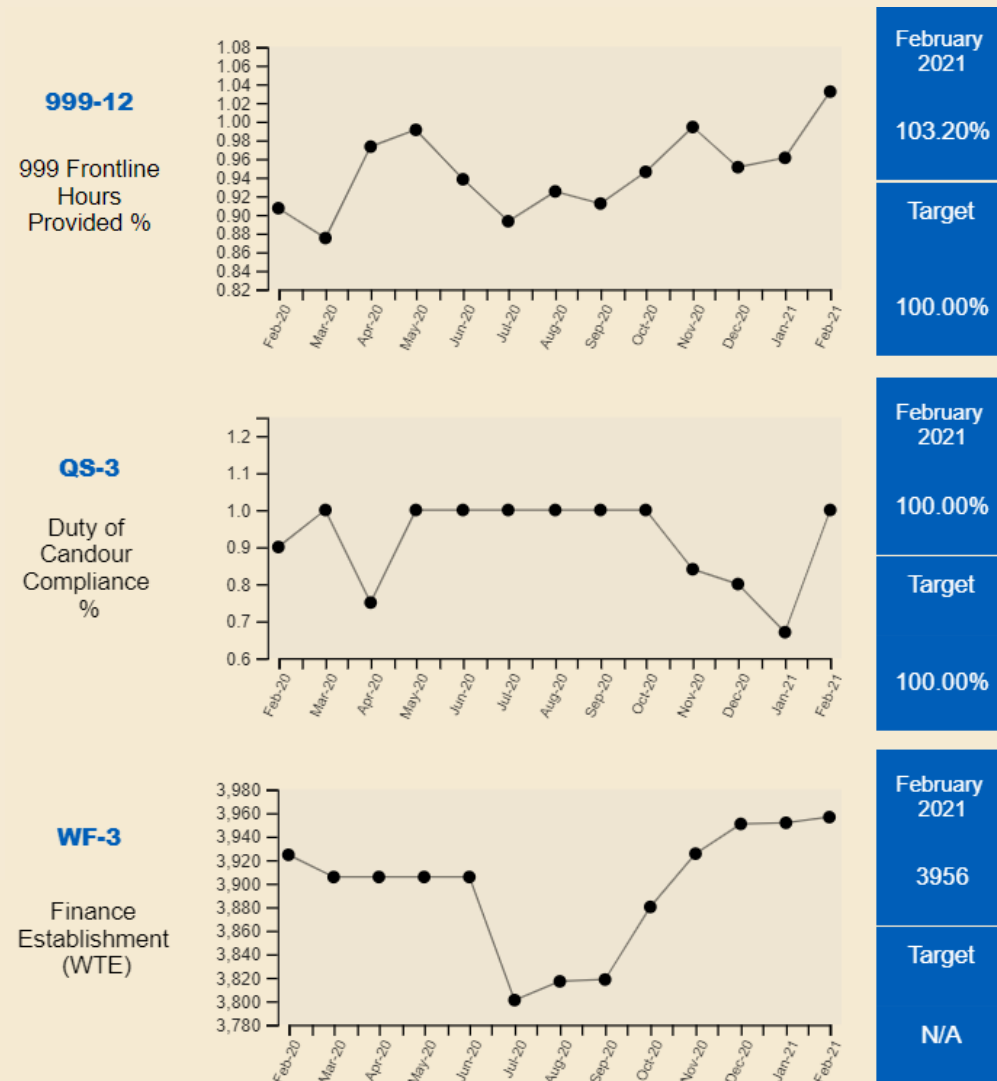 999-12
999 Frontline
Hours
Provided %
1.08
1.06
1.04
1.02
1.00
0.98
0.96
0.94
0.92
0.90
0.88
0.86
0.84
0.82
Feb-20 Mar-20 Apr-20 May-20 Jun-20 Jul-20 Aug-20 Sep-20 Oct-20 Nov-20 Dec-20 Jan-21 Feb-21
February
2021
103.20%
Target
100.00%
QS-3
Duty of
Candour
Compliance
%
1.2
1.1
1.0
0.9
0.8
0.7
0.6
Feb-20 Mar-20 Apr-20 May-20 Jun-20 Jul-20 Aug-20 Sep-20 Oct-20 Nov-20 Dec-20 Jan-21 Feb-21
February
2021
100.00%
Target
100.00%
WF-3
Finance
Establishment
(WTE)
3,980
3,960
3,940
3,920
3,900
3,880
3,860
3,840
3,820
3,800
3,780
Feb-20 Mar-20 Apr-20 May-20 Jun-20 Jul-20 Aug-20 Sep-20 Oct-20 Nov-20 Dec-20 Jan-21 Feb-21
February
2021
3956
Target
N/A